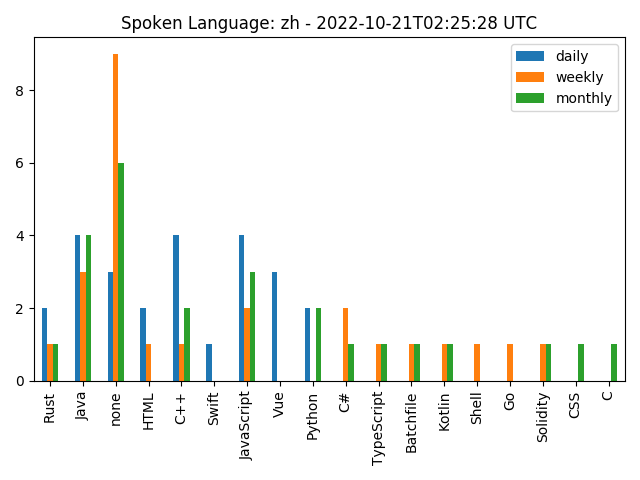 Spoken Language: zh - 2022-10-21T02:25:28 UTC
daily
weekly
monthly
8
6
4
2
0
Rust
Java
none
HTML
C++
Swift
JavaScript
Vue
Python
C#
TypeScript
Batchfile
Kotlin
Shell
Go
Solidity
CSS
C